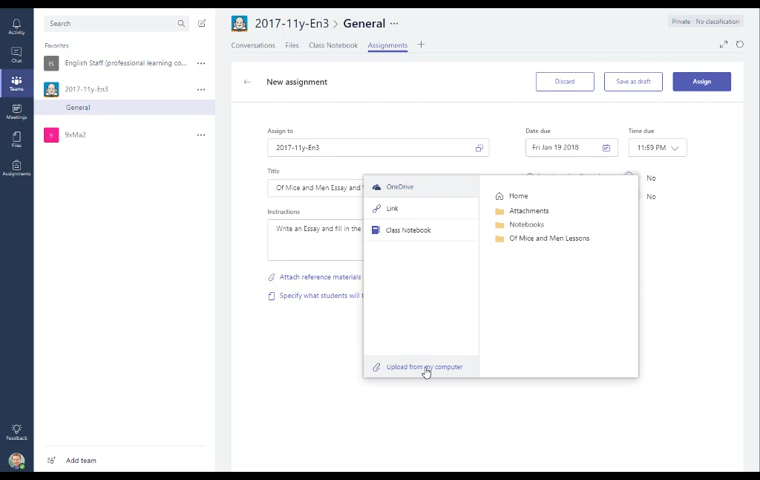 Activity
Chat
Teams
Meetings
Files
Assignments
Feedback
Search
Favorites
ES
English Staff (professional learning co...
2017-11y-En3
General
9xMa2
Add team
2017-11y-En3 > General ...
Private
No classification
Conversations
Files
Class Notebook
Assignments
New assignment
Discard
Save as draft
Assign
Assign to
2017-11y-En3
Date due
Fri Jan 19 2018
Time due
11:59 PM
No
No
Title
Of Mice and Men Essay and
Instructions
Write an Essay and fill in the
Attach reference materials
Specify what students will
OneDrive
Link
Class Notebook
Upload from my computer
Home
Attachments
Notebooks
Of Mice and Men Lessons